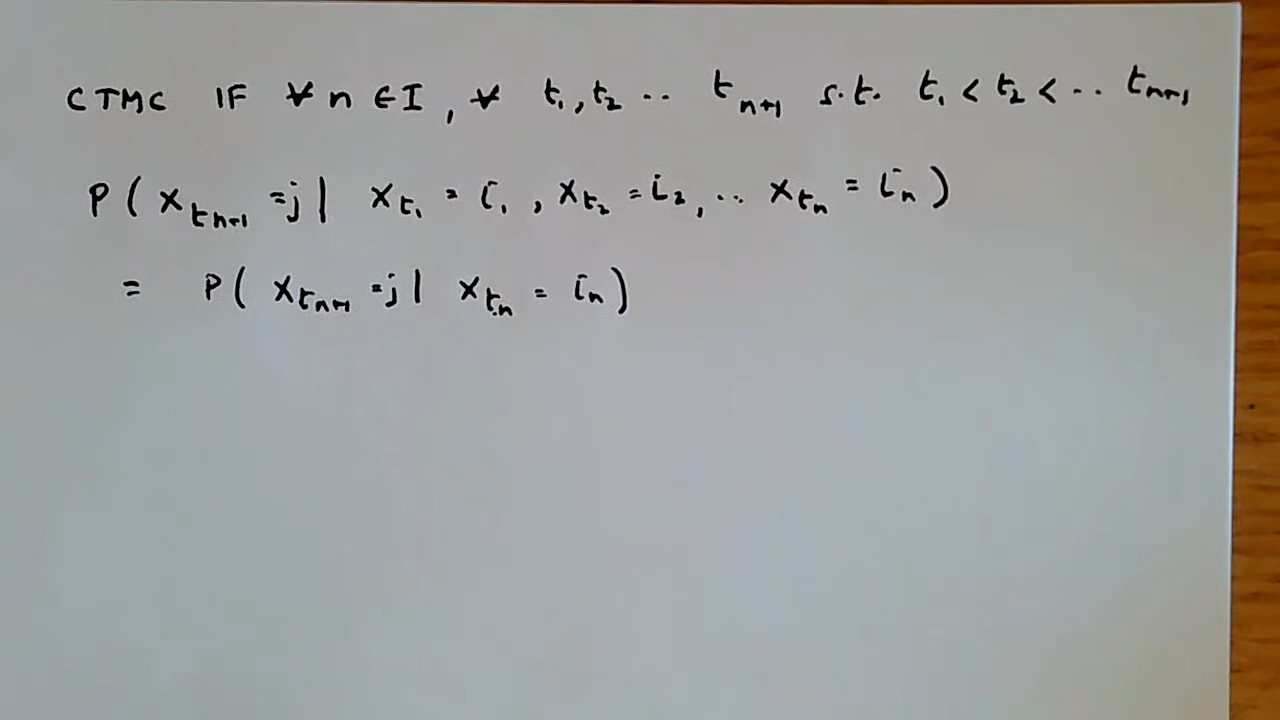 CTMC IF ∀ n ∈ I, ∀ t₁, t₂ .. tₙ₊₁ s.t. t₁ < t₂ < .. tₙ₊₁
P( X_{tₙ₊₁} = j | X_{t₁} = i₁, X_{t₂} = i₂, .. X_{tₙ} = iₙ )
= P( X_{tₙ₊₁} = j | X_{tₙ} = iₙ )